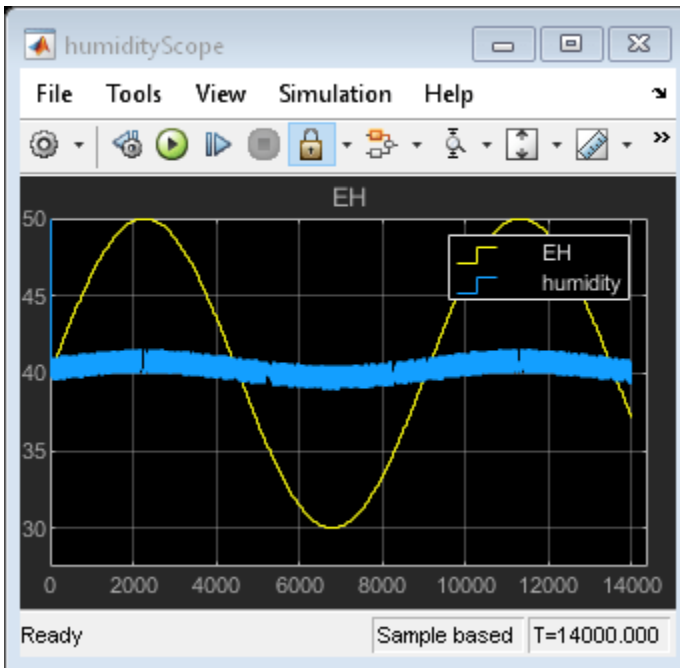 humidityScope
File Tools View Simulation Help
EH
50
45
40
35
30
EH
humidity
0 2000 4000 6000 8000 10000 12000 14000
Ready Sample based T=14000.000